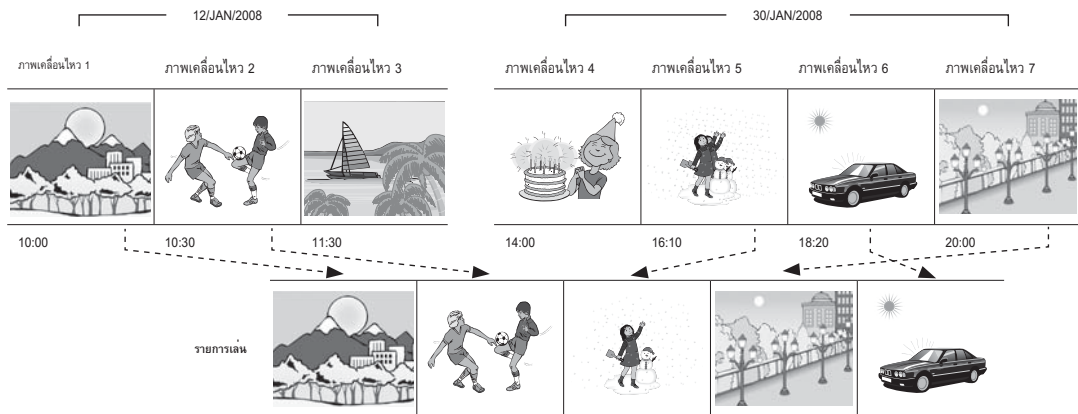 12/JAN/2008 30/JAN/2008
ภาพเคลื่อนไหว 1 ภาพเคลื่อนไหว 2 ภาพเคลื่อนไหว 3 ภาพเคลื่อนไหว 4 ภาพเคลื่อนไหว 5 ภาพเคลื่อนไหว 6 ภาพเคลื่อนไหว 7
10:00 10:30 11:30 14:00 16:10 18:20 20:00
รายการเล่น